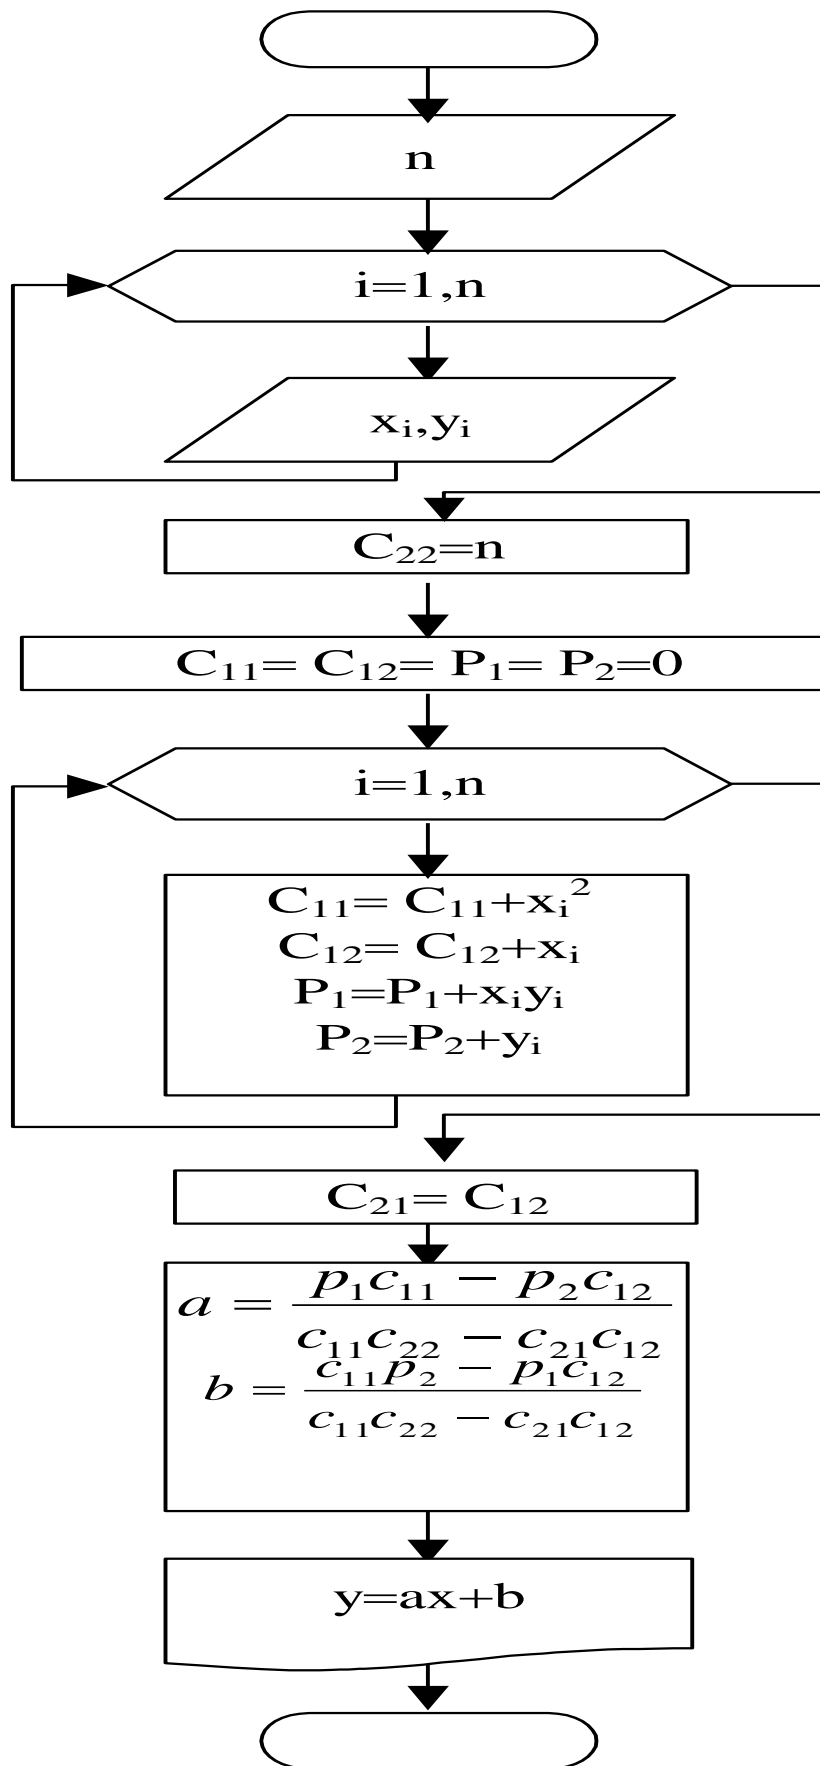 n
i=1,n
xᵢ,yᵢ
C₂₂=n
C₁₁= C₁₂= P₁= P₂=0
i=1,n
C₁₁= C₁₁+xᵢ²
C₁₂= C₁₂+xᵢ
P₁=P₁+xᵢyᵢ
P₂=P₂+yᵢ
C₂₁= C₁₂
a = (p₁c₁₁ − p₂c₁₂)/(c₁₁c₂₂ − c₂₁c₁₂)
b = (c₁₁p₂ − p₁c₁₂)/(c₁₁c₂₂ − c₂₁c₁₂)
y=ax+b